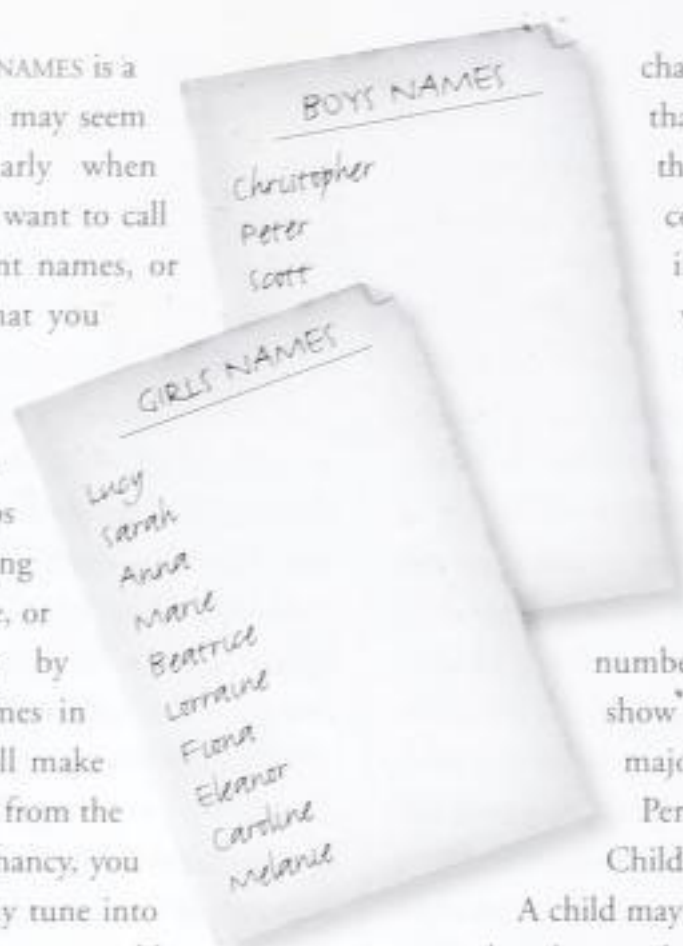 NAMES is a
may seem
arly when
want to call
nt names, or
hat you
ng
, or
by
mes in
ll make
from the
nancy, you
y tune into
BOYS NAMES
Christopher
Peter
Scott
GIRLS NAMES
Lucy
Sarah
Anna
Marie
Beatrice
Lorraine
Fiona
Eleanor
Caroline
Melanie
cha
tha
th
numbe
show
majo
Per
Child
A child may